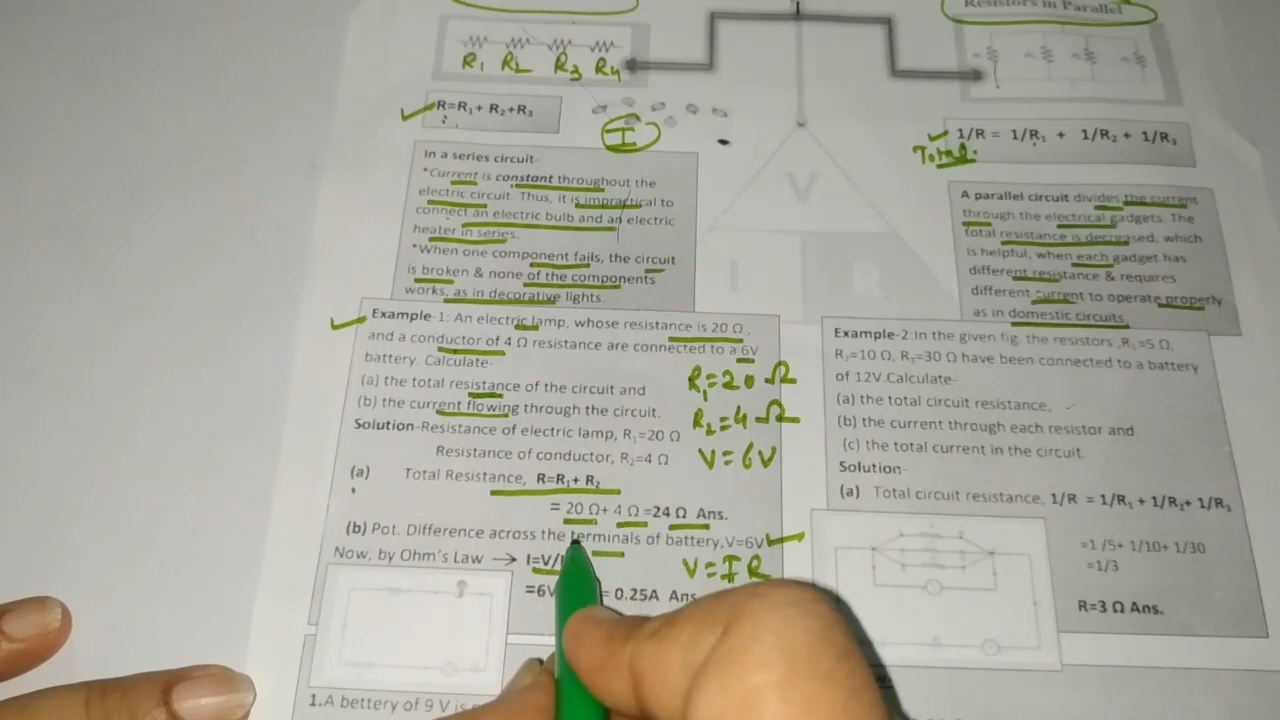 Resistors in Parallel
R1 R2 R3 R4
R=R₁+ R₂+R₃
I
1/R = 1/R₁ + 1/R₂ + 1/R₃
Total
In a series circuit-
*Current is constant throughout the
electric circuit. Thus, it is impractical to
connect an electric bulb and an electric
heater in series.
*When one component fails, the circuit
is broken & none of the components
works, as in decorative lights.
V
I R
A parallel circuit divides the current
through the electrical gadgets. The
total resistance is decreased, which
is helpful, when each gadget has
different resistance & requires
different current to operate properly
as in domestic circuits.
Example-1: An electric lamp, whose resistance is 20 Ω ,
and a conductor of 4 Ω resistance are connected to a 6V
battery. Calculate-
(a) the total resistance of the circuit and
(b) the current flowing through the circuit.
Solution-Resistance of electric lamp, R₁=20 Ω
Resistance of conductor, R₂=4 Ω
(a) Total Resistance, R=R₁+ R₂
= 20 Ω+ 4 Ω =24 Ω Ans.
(b) Pot. Difference across the terminals of battery,V=6V
Now, by Ohm's Law → I=V/
=6V = 0.25A Ans
R₁=20 Ω
R₂=4 Ω
V=6V
V=IR
Example-2:In the given fig. the resistors ,R₁=5 Ω,
R₂=10 Ω, R₃=30 Ω have been connected to a battery
of 12V.Calculate-
(a) the total circuit resistance,
(b) the current through each resistor and
(c) the total current in the circuit.
Solution-
(a) Total circuit resistance, 1/R = 1/R₁ + 1/R₂+ 1/R₃
=1/5+ 1/10+ 1/30
=1/3
R=3 Ω Ans.
1.A bettery of 9 V is